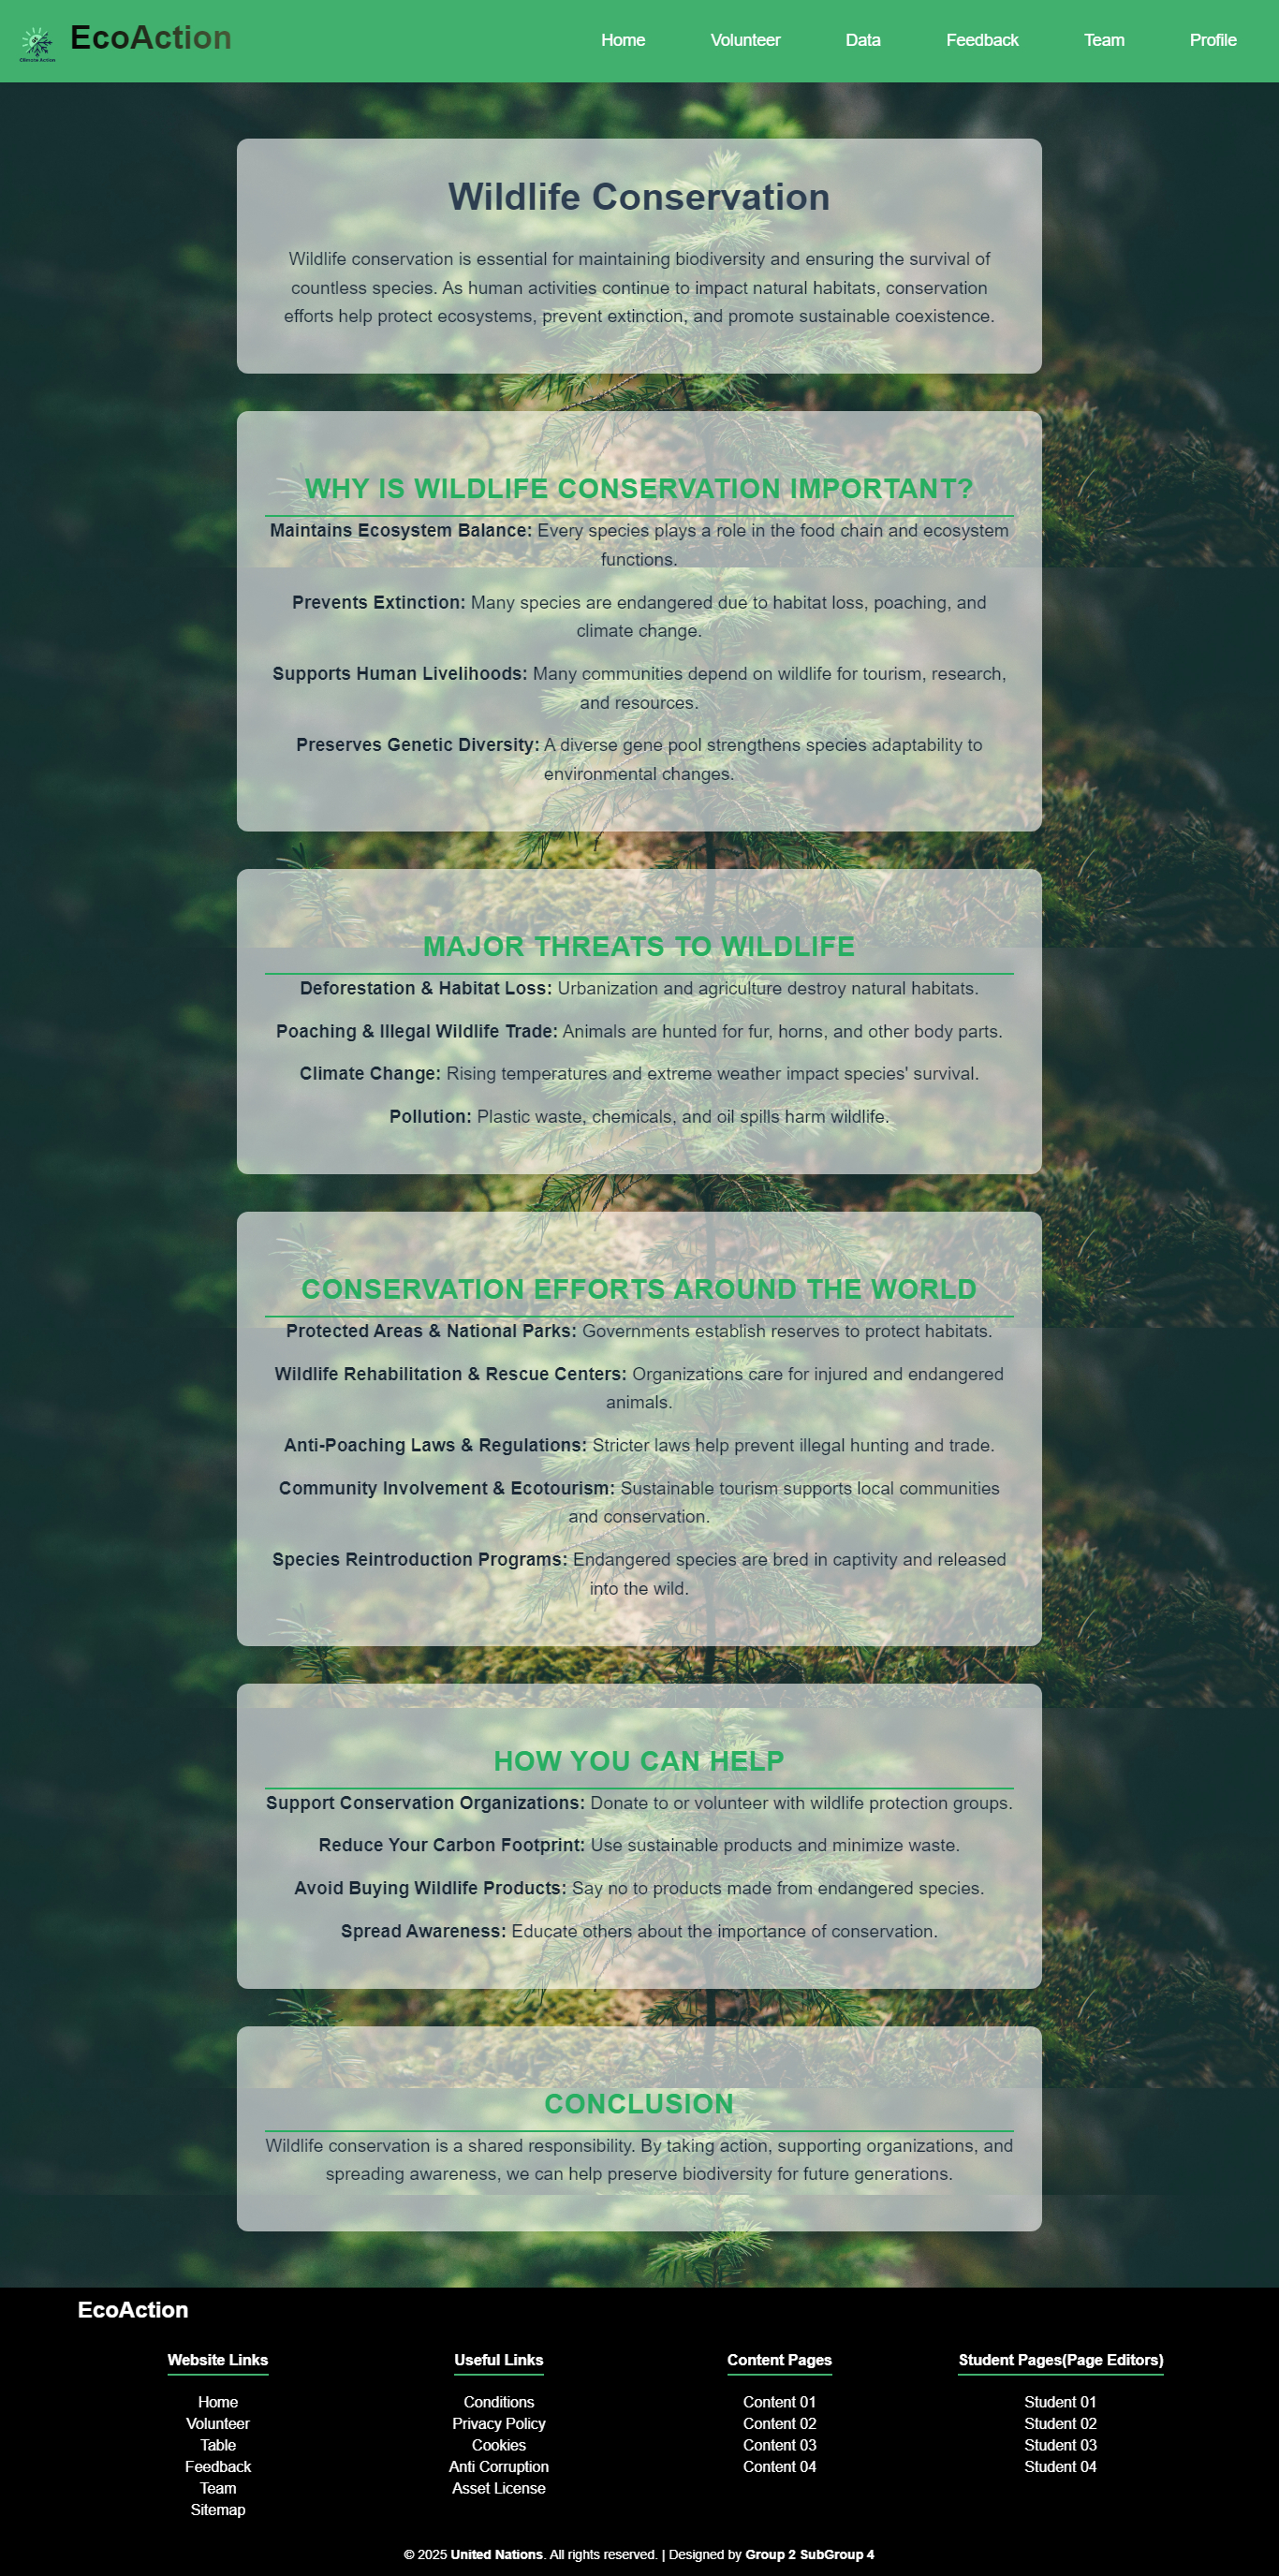 Climate Action
EcoAction
Home
Volunteer
Data
Feedback
Team
Profile
Wildlife Conservation
Wildlife conservation is essential for maintaining biodiversity and ensuring the survival of
countless species. As human activities continue to impact natural habitats, conservation
efforts help protect ecosystems, prevent extinction, and promote sustainable coexistence.
WHY IS WILDLIFE CONSERVATION IMPORTANT?
Maintains Ecosystem Balance: Every species plays a role in the food chain and ecosystem
functions.
Prevents Extinction: Many species are endangered due to habitat loss, poaching, and
climate change.
Supports Human Livelihoods: Many communities depend on wildlife for tourism, research,
and resources.
Preserves Genetic Diversity: A diverse gene pool strengthens species adaptability to
environmental changes.
MAJOR THREATS TO WILDLIFE
Deforestation & Habitat Loss: Urbanization and agriculture destroy natural habitats.
Poaching & Illegal Wildlife Trade: Animals are hunted for fur, horns, and other body parts.
Climate Change: Rising temperatures and extreme weather impact species' survival.
Pollution: Plastic waste, chemicals, and oil spills harm wildlife.
CONSERVATION EFFORTS AROUND THE WORLD
Protected Areas & National Parks: Governments establish reserves to protect habitats.
Wildlife Rehabilitation & Rescue Centers: Organizations care for injured and endangered
animals.
Anti-Poaching Laws & Regulations: Stricter laws help prevent illegal hunting and trade.
Community Involvement & Ecotourism: Sustainable tourism supports local communities
and conservation.
Species Reintroduction Programs: Endangered species are bred in captivity and released
into the wild.
HOW YOU CAN HELP
Support Conservation Organizations: Donate to or volunteer with wildlife protection groups.
Reduce Your Carbon Footprint: Use sustainable products and minimize waste.
Avoid Buying Wildlife Products: Say no to products made from endangered species.
Spread Awareness: Educate others about the importance of conservation.
CONCLUSION
Wildlife conservation is a shared responsibility. By taking action, supporting organizations, and
spreading awareness, we can help preserve biodiversity for future generations.
EcoAction
Website Links
Home
Volunteer
Table
Feedback
Team
Sitemap
Useful Links
Conditions
Privacy Policy
Cookies
Anti Corruption
Asset License
Content Pages
Content 01
Content 02
Content 03
Content 04
Student Pages(Page Editors)
Student 01
Student 02
Student 03
Student 04
© 2025 United Nations. All rights reserved. | Designed by Group 2 SubGroup 4